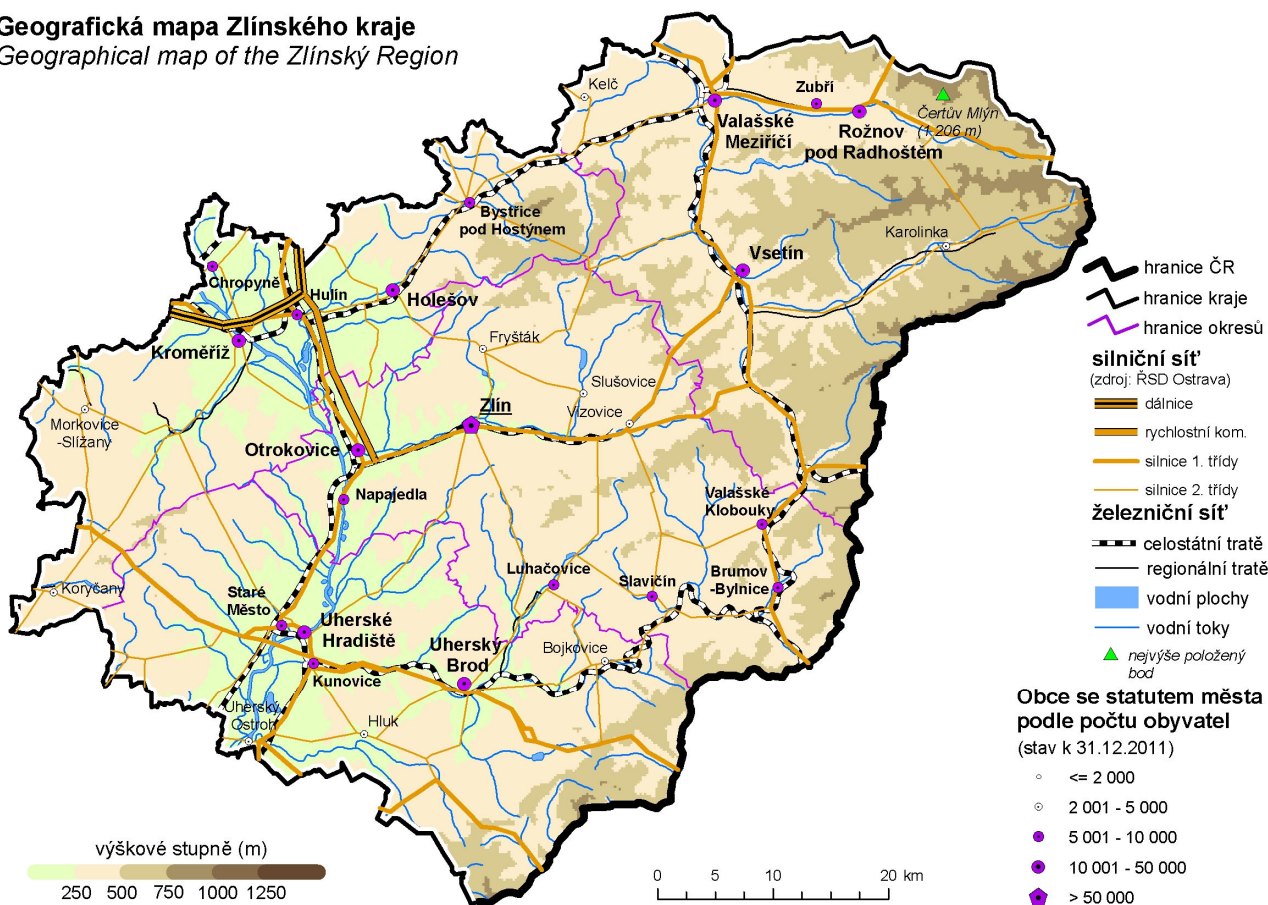 Geografická mapa Zlínského kraje
Geographical map of the Zlínský Region
Kelč
Zubří
Čertův Mlýn
(1 206 m)
Valašské
Meziříčí
Rožnov
pod Radhoštěm
Bystřice
pod Hostýnem
Karolinka
Vsetín
Chropyně
Hulín
Holešov
Kroměříž
Fryšták
Slušovice
Zlín
Vizovice
Morkovice
-Slížany
Otrokovice
Napajedla
Valašské
Klobouky
Luhačovice
Slavičín
Brumov
-Bylnice
Koryčany
Staré
Město
Uherské
Hradiště
Uherský
Brod
Bojkovice
Kunovice
Uherský
Ostroh
Hluk
hranice ČR
hranice kraje
hranice okresů
silniční síť
(zdroj: ŘSD Ostrava)
dálnice
rychlostní kom.
silnice 1. třídy
silnice 2. třídy
železniční síť
celostátní tratě
regionální tratě
vodní plochy
vodní toky
nejvýše položený
bod
Obce se statutem města
podle počtu obyvatel
(stav k 31.12.2011)
<= 2 000
2 001 - 5 000
5 001 - 10 000
10 001 - 50 000
> 50 000
výškové stupně (m)
250 500 750 1000 1250
0 5 10 20 km